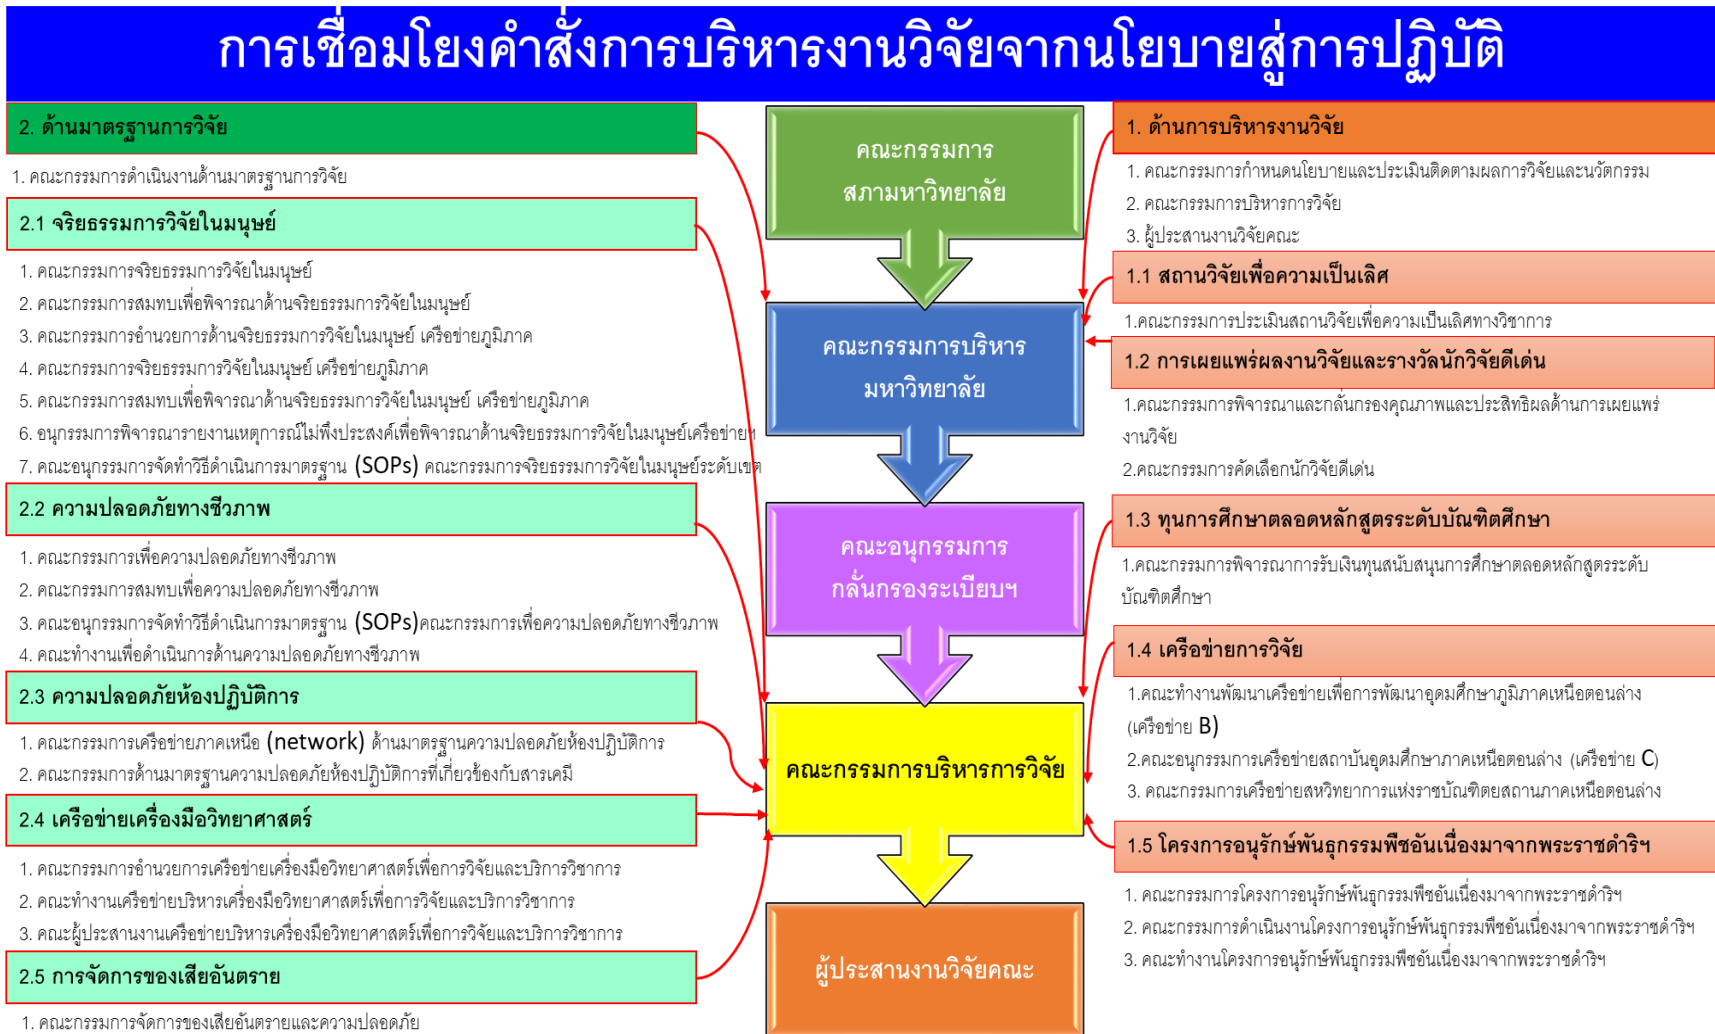 การเชื่อมโยงคำสั่งการบริหารงานวิจัยจากนโยบายสู่การปฏิบัติ
2. ด้านมาตรฐานการวิจัย
1. คณะกรรมการดำเนินงานด้านมาตรฐานการวิจัย
2.1 จริยธรรมการวิจัยในมนุษย์
1. คณะกรรมการจริยธรรมการวิจัยในมนุษย์
2. คณะกรรมการสมทบเพื่อพิจารณาด้านจริยธรรมการวิจัยในมนุษย์
3. คณะกรรมการอำนวยการด้านจริยธรรมการวิจัยในมนุษย์ เครือข่ายภูมิภาค
4. คณะกรรมการจริยธรรมการวิจัยในมนุษย์ เครือข่ายภูมิภาค
5. คณะกรรมการสมทบเพื่อพิจารณาด้านจริยธรรมการวิจัยในมนุษย์ เครือข่ายภูมิภาค
6. อนุกรรมการพิจารณารายงานเหตุการณ์ไม่พึงประสงค์เพื่อพิจารณาด้านจริยธรรมการวิจัยในมนุษย์เครือข่ายฯ
7. คณะอนุกรรมการจัดทำวิธีดำเนินการมาตรฐาน (SOPs) คณะกรรมการจริยธรรมการวิจัยในมนุษย์ระดับเขต
2.2 ความปลอดภัยทางชีวภาพ
1. คณะกรรมการเพื่อความปลอดภัยทางชีวภาพ
2. คณะกรรมการสมทบเพื่อความปลอดภัยทางชีวภาพ
3. คณะอนุกรรมการจัดทำวิธีดำเนินการมาตรฐาน (SOPs)คณะกรรมการเพื่อความปลอดภัยทางชีวภาพ
4. คณะทำงานเพื่อดำเนินการด้านความปลอดภัยทางชีวภาพ
2.3 ความปลอดภัยห้องปฏิบัติการ
1. คณะกรรมการเครือข่ายภาคเหนือ (network) ด้านมาตรฐานความปลอดภัยห้องปฏิบัติการ
2. คณะกรรมการด้านมาตรฐานความปลอดภัยห้องปฏิบัติการที่เกี่ยวข้องกับสารเคมี
2.4 เครือข่ายเครื่องมือวิทยาศาสตร์
1. คณะกรรมการอำนวยการเครือข่ายเครื่องมือวิทยาศาสตร์เพื่อการวิจัยและบริการวิชาการ
2. คณะทำงานเครือข่ายบริหารเครื่องมือวิทยาศาสตร์เพื่อการวิจัยและบริการวิชาการ
3. คณะผู้ประสานงานเครือข่ายบริหารเครื่องมือวิทยาศาสตร์เพื่อการวิจัยและบริการวิชาการ
2.5 การจัดการของเสียอันตราย
1. คณะกรรมการจัดการของเสียอันตรายและความปลอดภัย
คณะกรรมการ
สภามหาวิทยาลัย
คณะกรรมการบริหาร
มหาวิทยาลัย
คณะอนุกรรมการ
กลั่นกรองระเบียบฯ
คณะกรรมการบริหารการวิจัย
ผู้ประสานงานวิจัยคณะ
1. ด้านการบริหารงานวิจัย
1. คณะกรรมการกำหนดนโยบายและประเมินติดตามผลการวิจัยและนวัตกรรม
2. คณะกรรมการบริหารการวิจัย
3. ผู้ประสานงานวิจัยคณะ
1.1 สถานวิจัยเพื่อความเป็นเลิศ
1.คณะกรรมการประเมินสถานวิจัยเพื่อความเป็นเลิศทางวิชาการ
1.2 การเผยแพร่ผลงานวิจัยและรางวัลนักวิจัยดีเด่น
1.คณะกรรมการพิจารณาและกลั่นกรองคุณภาพและประสิทธิผลด้านการเผยแพร่
งานวิจัย
2.คณะกรรมการคัดเลือกนักวิจัยดีเด่น
1.3 ทุนการศึกษาตลอดหลักสูตรระดับบัณฑิตศึกษา
1.คณะกรรมการพิจารณาการรับเงินทุนสนับสนุนการศึกษาตลอดหลักสูตรระดับ
บัณฑิตศึกษา
1.4 เครือข่ายการวิจัย
1.คณะทำงานพัฒนาเครือข่ายเพื่อการพัฒนาอุดมศึกษาภูมิภาคเหนือตอนล่าง
(เครือข่าย B)
2.คณะอนุกรรมการเครือข่ายสถาบันอุดมศึกษาภาคเหนือตอนล่าง (เครือข่าย C)
3. คณะกรรมการเครือข่ายสหวิทยาการแห่งราชบัณฑิตยสถานภาคเหนือตอนล่าง
1.5 โครงการอนุรักษ์พันธุกรรมพืชอันเนื่องมาจากพระราชดำริฯ
1. คณะกรรมการโครงการอนุรักษ์พันธุกรรมพืชอันเนื่องมาจากพระราชดำริฯ
2. คณะกรรมการดำเนินงานโครงการอนุรักษ์พันธุกรรมพืชอันเนื่องมาจากพระราชดำริฯ
3. คณะทำงานโครงการอนุรักษ์พันธุกรรมพืชอันเนื่องมาจากพระราชดำริฯ